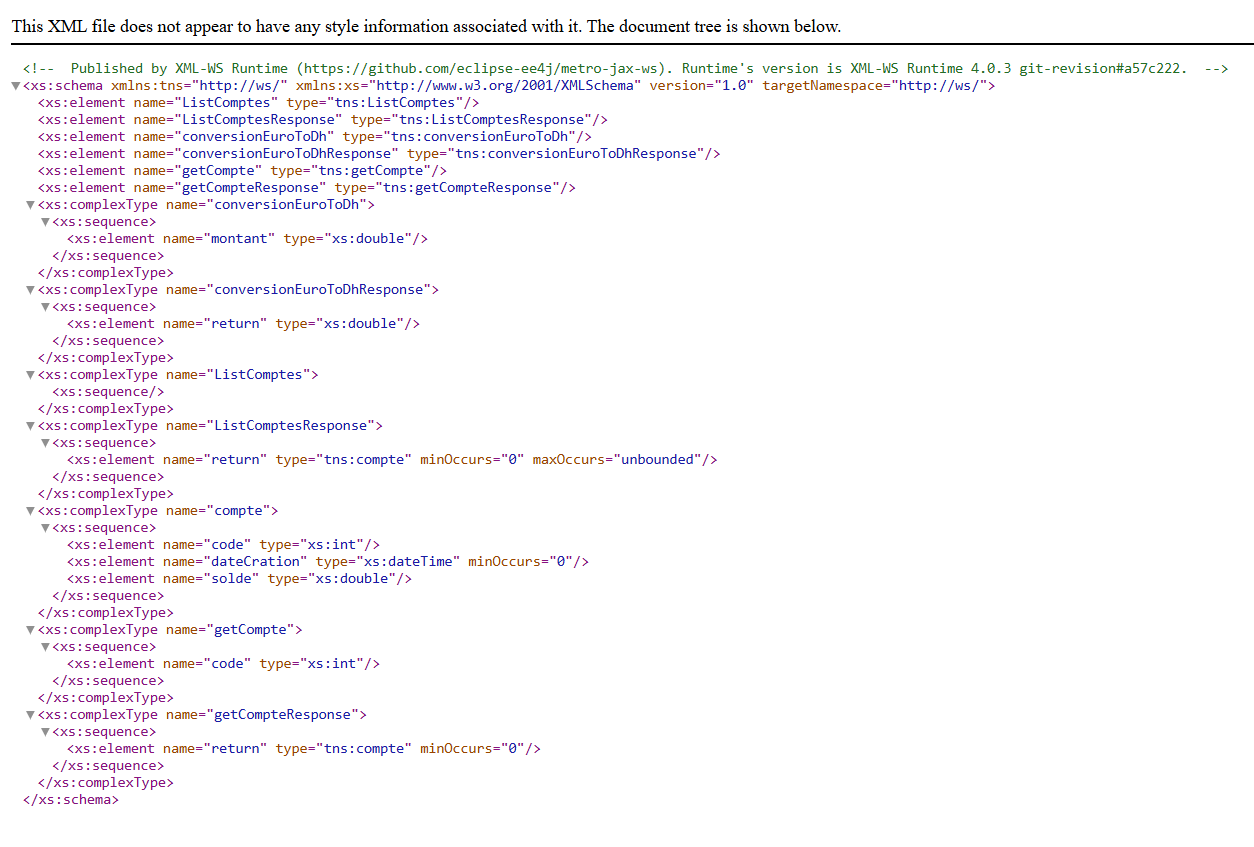 This XML file does not appear to have any style information associated with it. The document tree is shown below.
<!--  Published by XML-WS Runtime (https://github.com/eclipse-ee4j/metro-jax-ws). Runtime's version is XML-WS Runtime 4.0.3 git-revision#a57c222.  -->
▼<xs:schema xmlns:tns="http://ws/" xmlns:xs="http://www.w3.org/2001/XMLSchema" version="1.0" targetNamespace="http://ws/">
<xs:element name="ListComptes" type="tns:ListComptes"/>
<xs:element name="ListComptesResponse" type="tns:ListComptesResponse"/>
<xs:element name="conversionEuroToDh" type="tns:conversionEuroToDh"/>
<xs:element name="conversionEuroToDhResponse" type="tns:conversionEuroToDhResponse"/>
<xs:element name="getCompte" type="tns:getCompte"/>
<xs:element name="getCompteResponse" type="tns:getCompteResponse"/>
▼<xs:complexType name="conversionEuroToDh">
▼<xs:sequence>
<xs:element name="montant" type="xs:double"/>
</xs:sequence>
</xs:complexType>
▼<xs:complexType name="conversionEuroToDhResponse">
▼<xs:sequence>
<xs:element name="return" type="xs:double"/>
</xs:sequence>
</xs:complexType>
▼<xs:complexType name="ListComptes">
<xs:sequence/>
</xs:complexType>
▼<xs:complexType name="ListComptesResponse">
▼<xs:sequence>
<xs:element name="return" type="tns:compte" minOccurs="0" maxOccurs="unbounded"/>
</xs:sequence>
</xs:complexType>
▼<xs:complexType name="compte">
▼<xs:sequence>
<xs:element name="code" type="xs:int"/>
<xs:element name="dateCration" type="xs:dateTime" minOccurs="0"/>
<xs:element name="solde" type="xs:double"/>
</xs:sequence>
</xs:complexType>
▼<xs:complexType name="getCompte">
▼<xs:sequence>
<xs:element name="code" type="xs:int"/>
</xs:sequence>
</xs:complexType>
▼<xs:complexType name="getCompteResponse">
▼<xs:sequence>
<xs:element name="return" type="tns:compte" minOccurs="0"/>
</xs:sequence>
</xs:complexType>
</xs:schema>